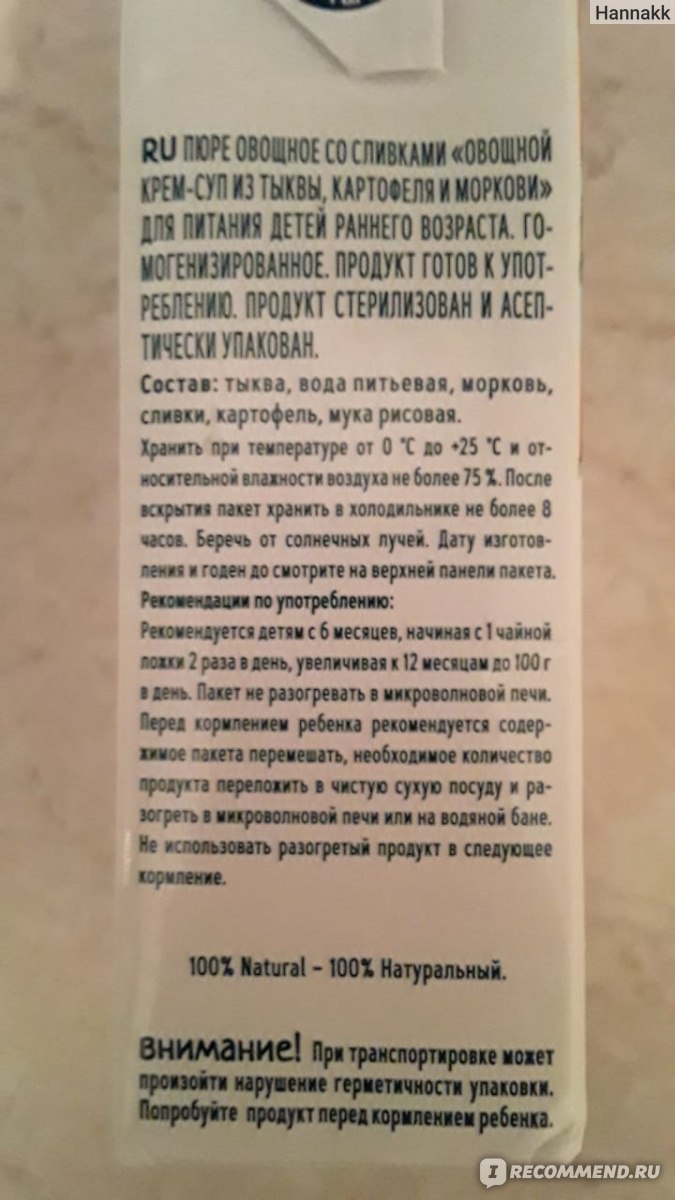 Hannakk
RU ПЮРЕ ОВОЩНОЕ СО СЛИВКАМИ «ОВОЩНОЙ
КРЕМ-СУП ИЗ ТЫКВЫ, КАРТОФЕЛЯ И МОРКОВИ»
ДЛЯ ПИТАНИЯ ДЕТЕЙ РАННЕГО ВОЗРАСТА. ГО-
МОГЕНИЗИРОВАННОЕ. ПРОДУКТ ГОТОВ К УПОТ-
РЕБЛЕНИЮ. ПРОДУКТ СТЕРИЛИЗОВАН И АСЕП-
ТИЧЕСКИ УПАКОВАН.
Состав: тыква, вода питьевая, морковь,
сливки, картофель, мука рисовая.
Хранить при температуре от 0 °С до +25 °С и от-
носительной влажности воздуха не более 75 %. После
вскрытия пакет хранить в холодильнике не более 8
часов. Беречь от солнечных лучей. Дату изготов-
ления и годен до смотрите на верхней панели пакета.
Рекомендации по употреблению:
Рекомендуется детям с 6 месяцев, начиная с 1 чайной
ложки 2 раза в день, увеличивая к 12 месяцам до 100 г
в день. Пакет не разогревать в микроволновой печи.
Перед кормлением ребенка рекомендуется содер-
жимое пакета перемешать, необходимое количество
продукта переложить в чистую сухую посуду и ра-
зогреть в микроволновой печи или на водяной бане.
Не использовать разогретый продукт в следующее
кормление.
100% Natural – 100% Натуральный.
Внимание! При транспортировке может
произойти нарушение герметичности упаковки.
Попробуйте продукт перед кормлением ребенка.
I RECOMMEND.RU